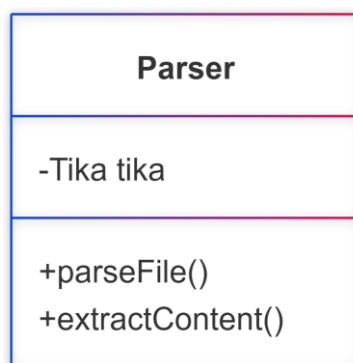 Parser
-Tika tika
+parseFile()
+extractContent()